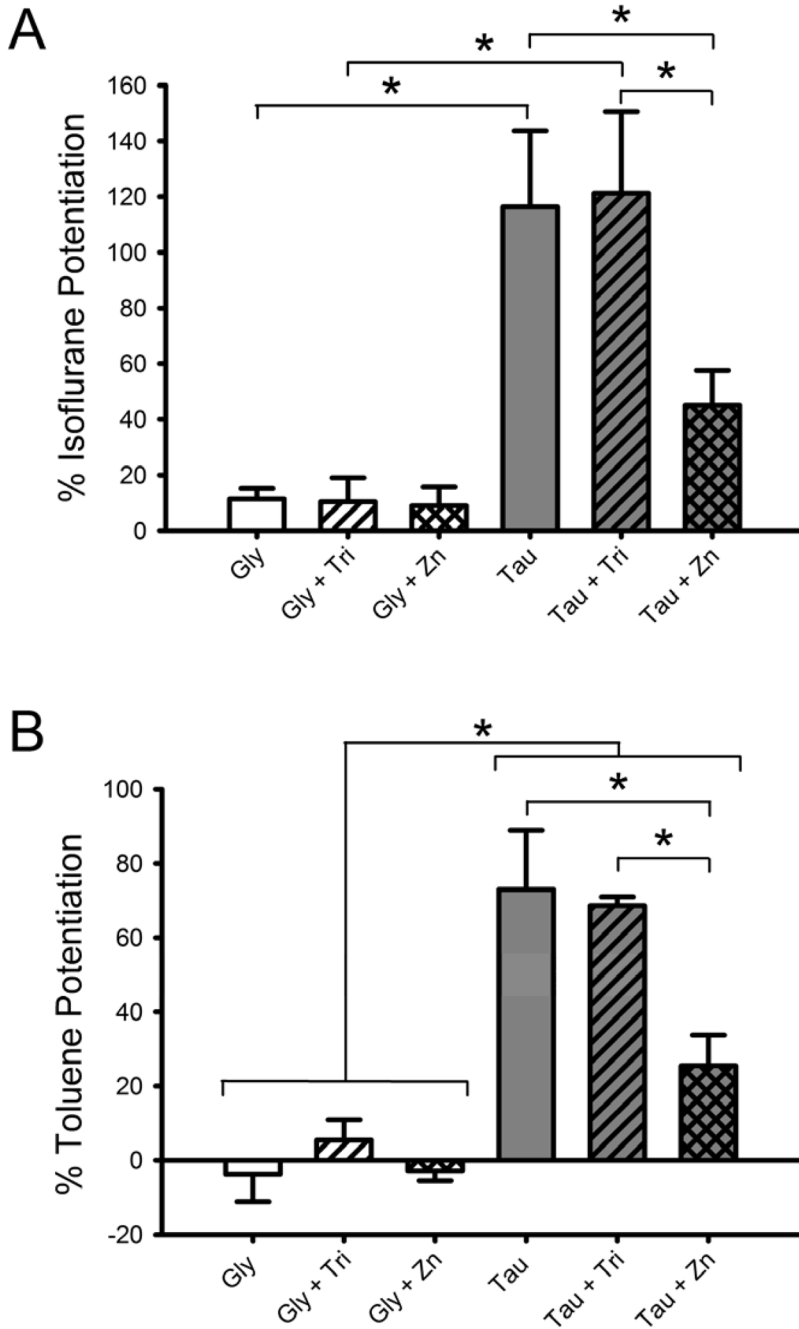 A
*
*
*
*
160
140
120
100
80
60
40
20
0
% Isoflurane Potentiation
Gly
Gly + Tri
Gly + Zn
Tau
Tau + Tri
Tau + Zn
B
*
*
*
100
80
60
40
20
0
-20
% Toluene Potentiation
Gly
Gly + Tri
Gly + Zn
Tau
Tau + Tri
Tau + Zn